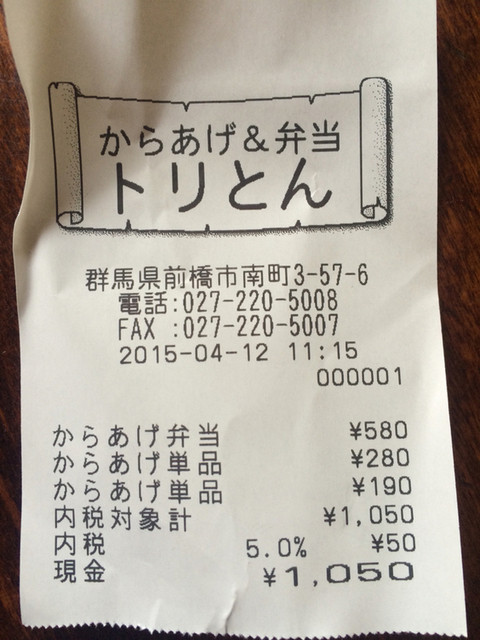 からあげ&弁当
トリとん
群馬県前橋市南町3-57-6
電話:027-220-5008
FAX :027-220-5007
2015-04-12 11:15
000001
からあげ弁当 ¥580
からあげ単品 ¥280
からあげ単品 ¥190
内税対象計 ¥1,050
内税 5.0% ¥50
現金 ¥1,050